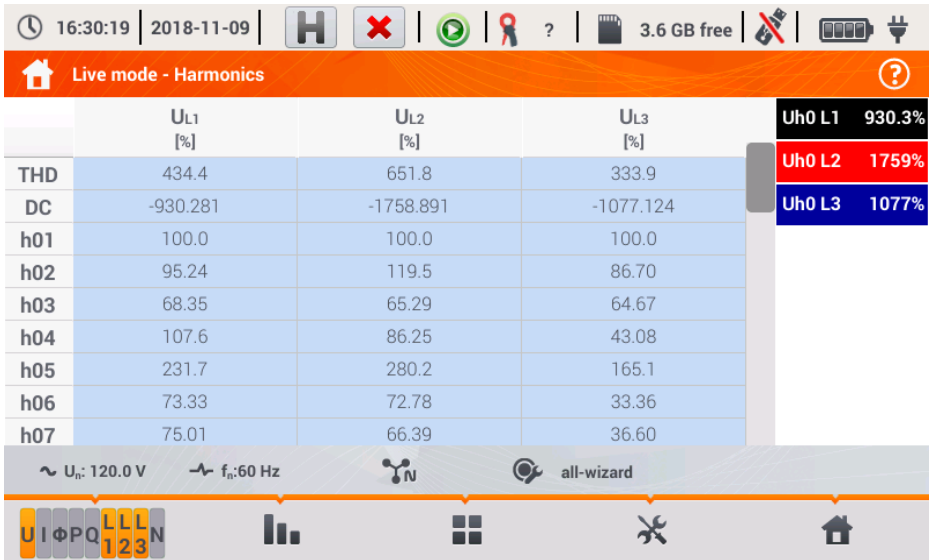 16:30:19 2018-11-09 H ? 3.6 GB free
Live mode - Harmonics ?
UL1 UL2 UL3
[%] [%] [%]
THD 434.4 651.8 333.9
DC -930.281 -1758.891 -1077.124
h01 100.0 100.0 100.0
h02 95.24 119.5 86.70
h03 68.35 65.29 64.67
h04 107.6 86.25 43.08
h05 231.7 280.2 165.1
h06 73.33 72.78 33.36
h07 75.01 66.39 36.60
Uh0 L1 930.3%
Uh0 L2 1759%
Uh0 L3 1077%
Un: 120.0 V fn:60 Hz N all-wizard
U I Φ P Q L1 L2 L3 N